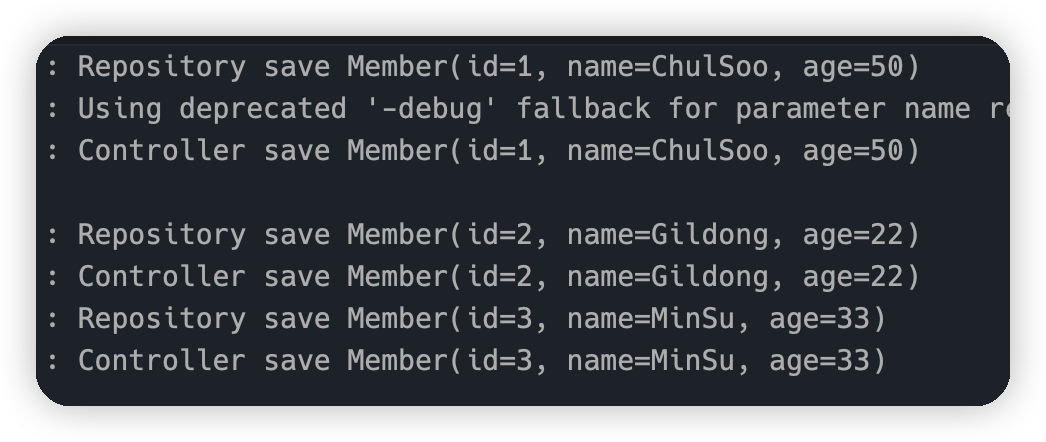 : Repository save Member(id=1, name=ChulSoo, age=50)
: Using deprecated '-debug' fallback for parameter name
: Controller save Member(id=1, name=ChulSoo, age=50)
: Repository save Member(id=2, name=Gildong, age=22)
: Controller save Member(id=2, name=Gildong, age=22)
: Repository save Member(id=3, name=MinSu, age=33)
: Controller save Member(id=3, name=MinSu, age=33)